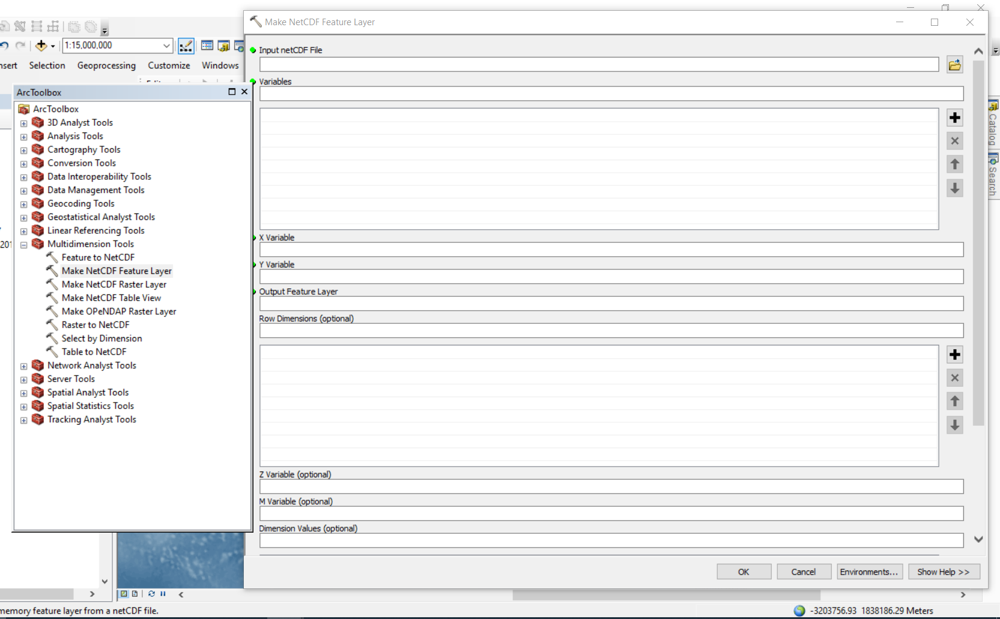 Make NetCDF Feature Layer
1:15,000,000
nsert Selection Geoprocessing Customize Windows
ArcToolbox
ArcToolbox
3D Analyst Tools
Analysis Tools
Cartography Tools
Conversion Tools
Data Interoperability Tools
Data Management Tools
Geocoding Tools
Geostatistical Analyst Tools
Linear Referencing Tools
201
Multidimension Tools
Feature to NetCDF
Make NetCDF Feature Layer
Make NetCDF Raster Layer
Make NetCDF Table View
Make OPeNDAP Raster Layer
Raster to NetCDF
Select by Dimension
Table to NetCDF
Network Analyst Tools
Server Tools
Spatial Analyst Tools
Spatial Statistics Tools
Tracking Analyst Tools
Input netCDF File
Variables
X Variable
Y Variable
Output Feature Layer
Row Dimensions (optional)
Z Variable (optional)
M Variable (optional)
Dimension Values (optional)
OK Cancel Environments... Show Help >>
Catalog
Search
memory feature layer from a netCDF file.
-3203756.93 1838186.29 Meters